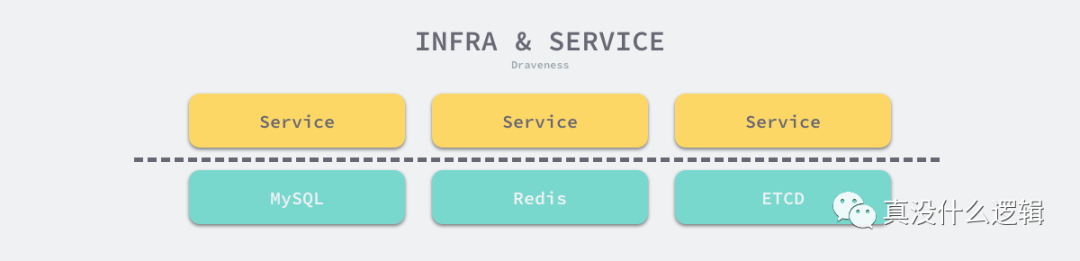 INFRA & SERVICE
Draveness
Service Service Service
MySQL Redis ETCD
真没什么逻辑